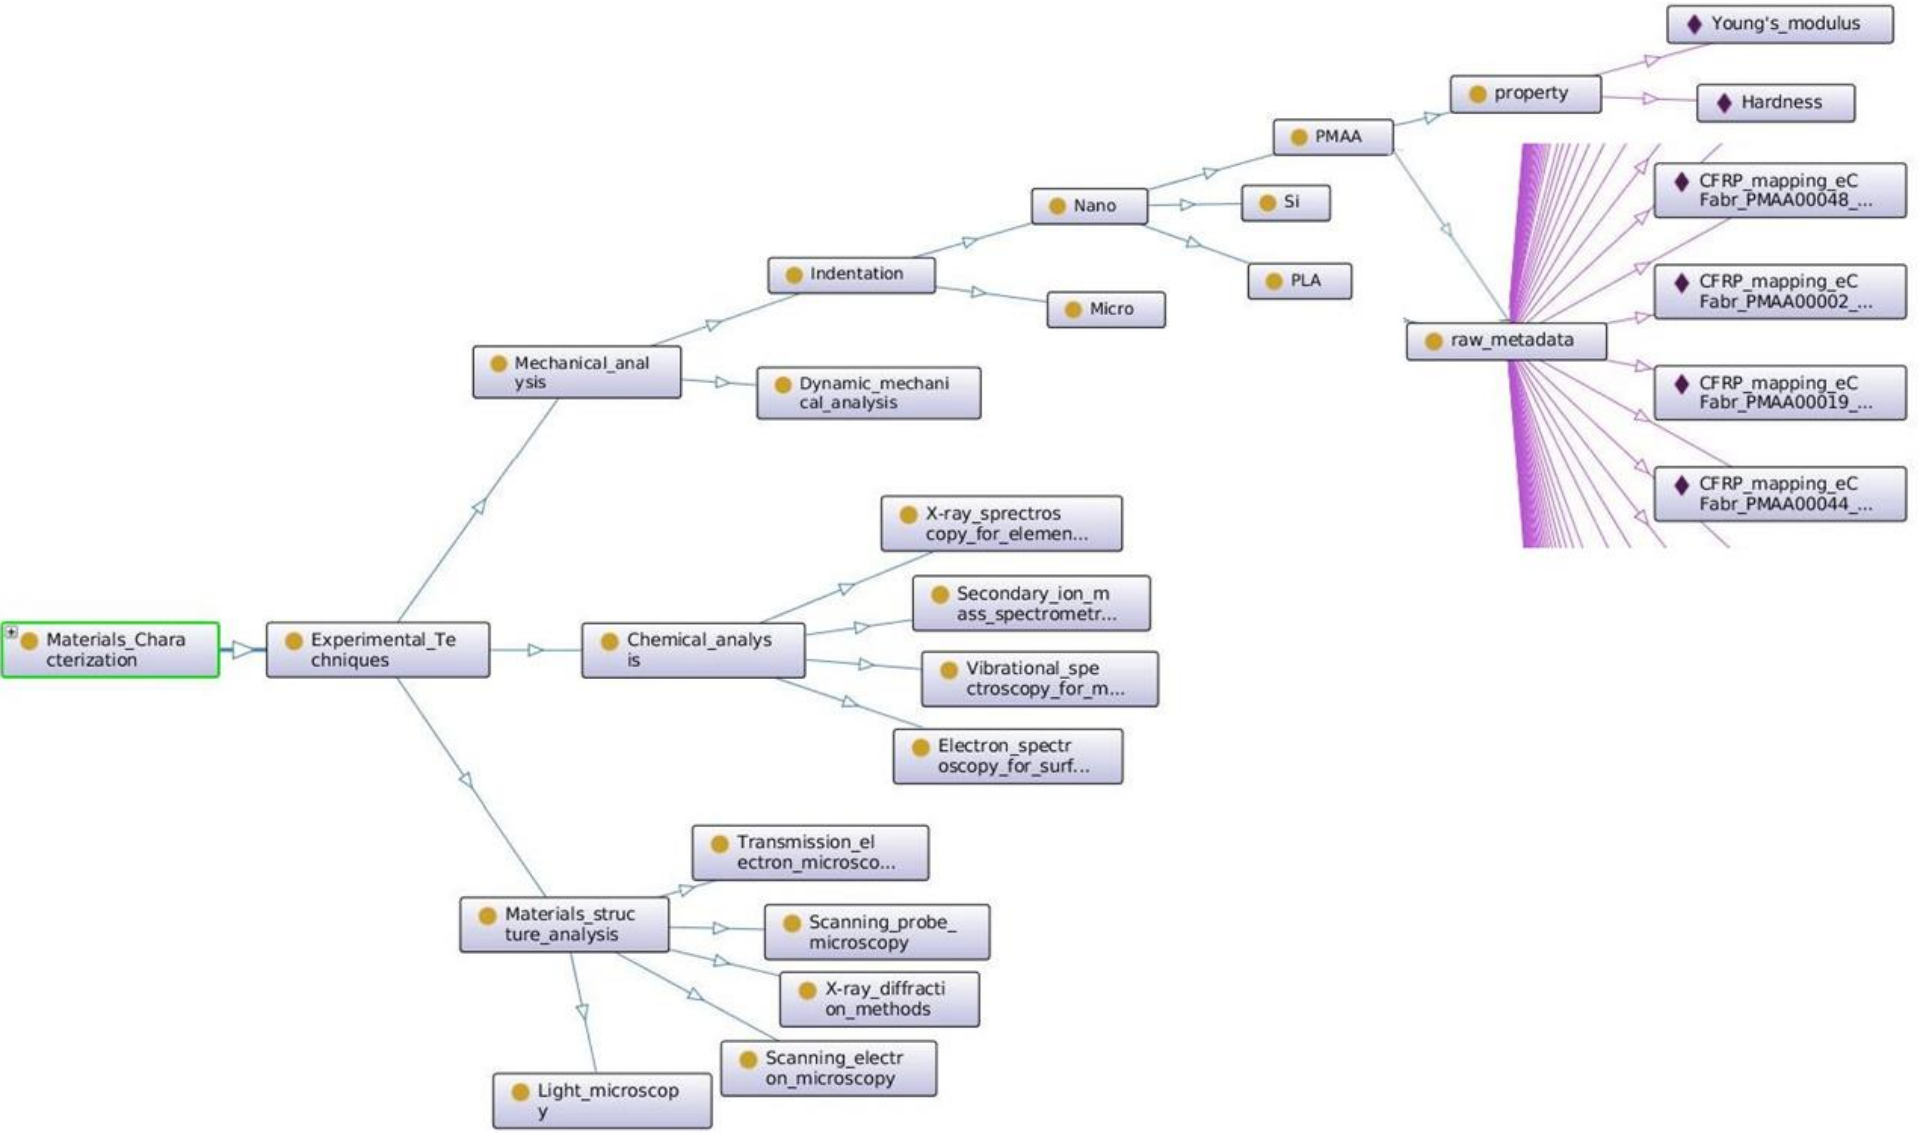 Young's_modulus
property
Hardness
PMAA
CFRP_mapping_eC
Fabr_PMAA00048_...
Nano
Si
Indentation
PLA
CFRP_mapping_eC
Fabr_PMAA00002_...
Micro
raw_metadata
Mechanical_anal
ysis
Dynamic_mechani
cal_analysis
CFRP_mapping_eC
Fabr_PMAA00019_...
CFRP_mapping_eC
Fabr_PMAA00044_...
X-ray_sprectros
copy_for_elemen...
Secondary_ion_m
ass_spectrometr...
Materials_Chara
cterization
Experimental_Te
chniques
Chemical_analys
is
Vibrational_spe
ctroscopy_for_m...
Electron_spectr
oscopy_for_surf...
Transmission_el
ectron_microsco...
Materials_struc
ture_analysis
Scanning_probe_
microscopy
X-ray_diffracti
on_methods
Scanning_electr
on_microscopy
Light_microscop
y